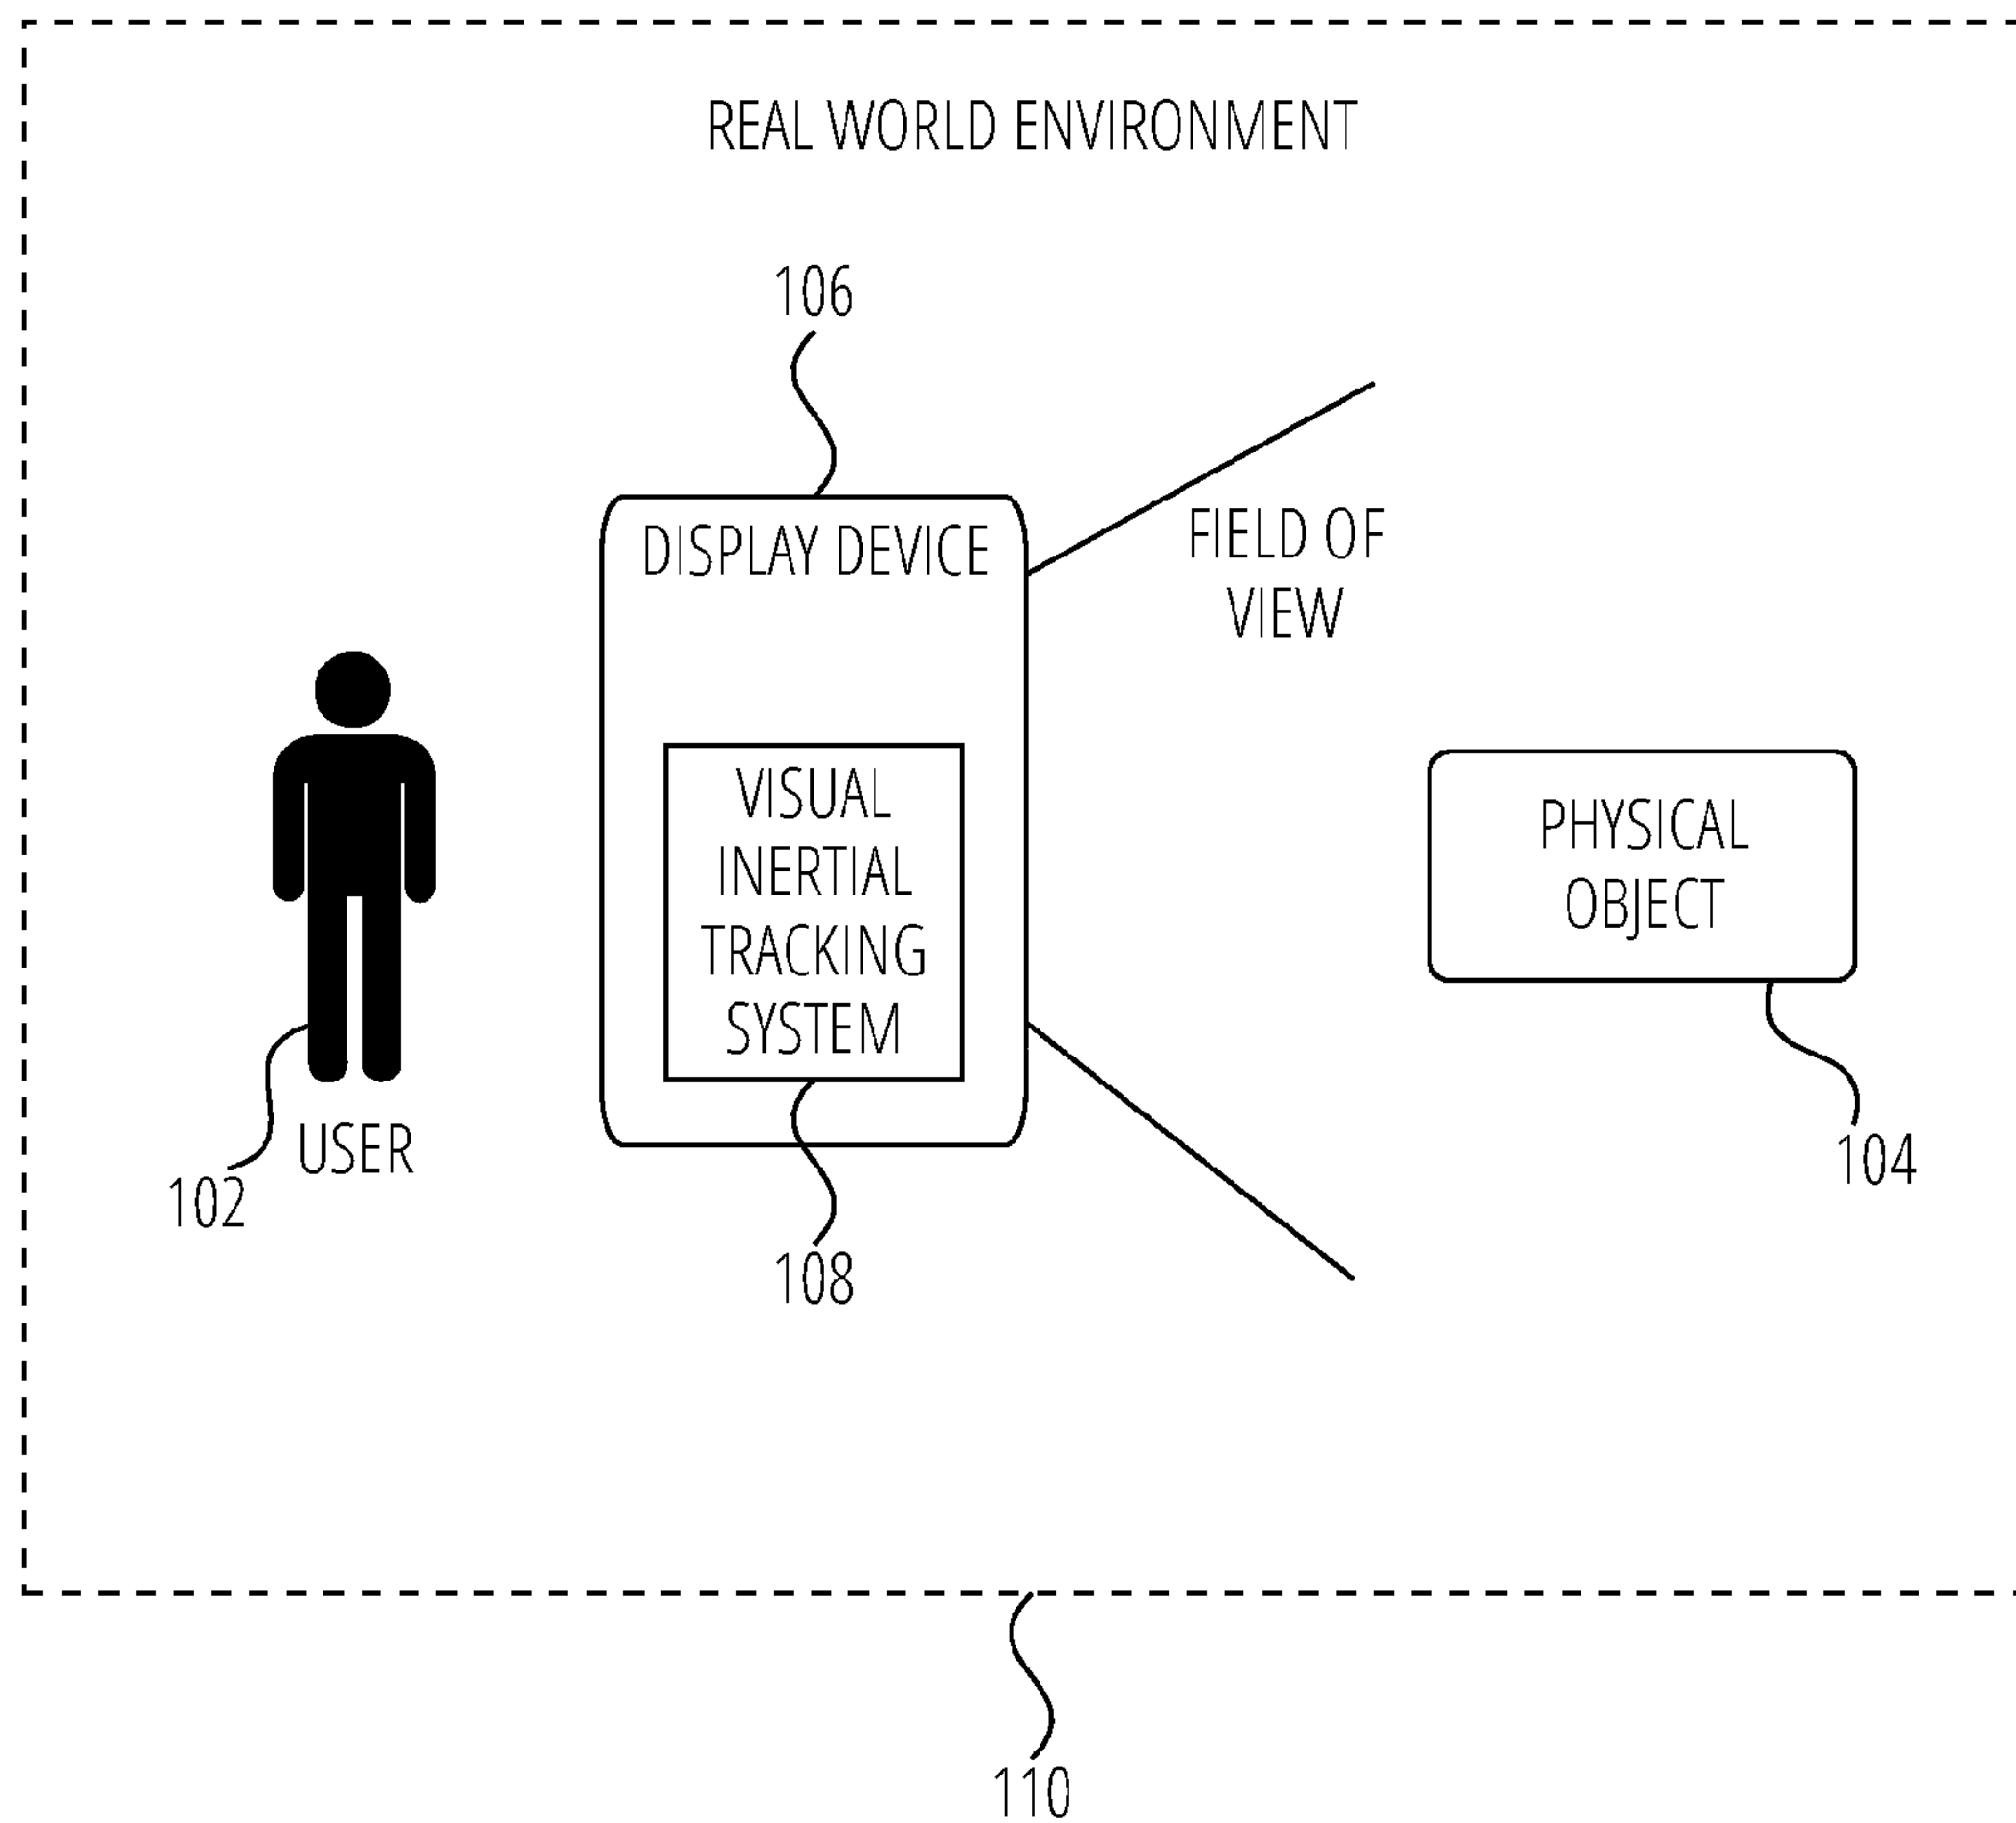 REAL WORLD ENVIRONMENT
106
DISPLAY DEVICE
FIELD OF
VIEW
VISUAL
INERTIAL
TRACKING
SYSTEM
PHYSICAL
OBJECT
USER
102
104
108
110